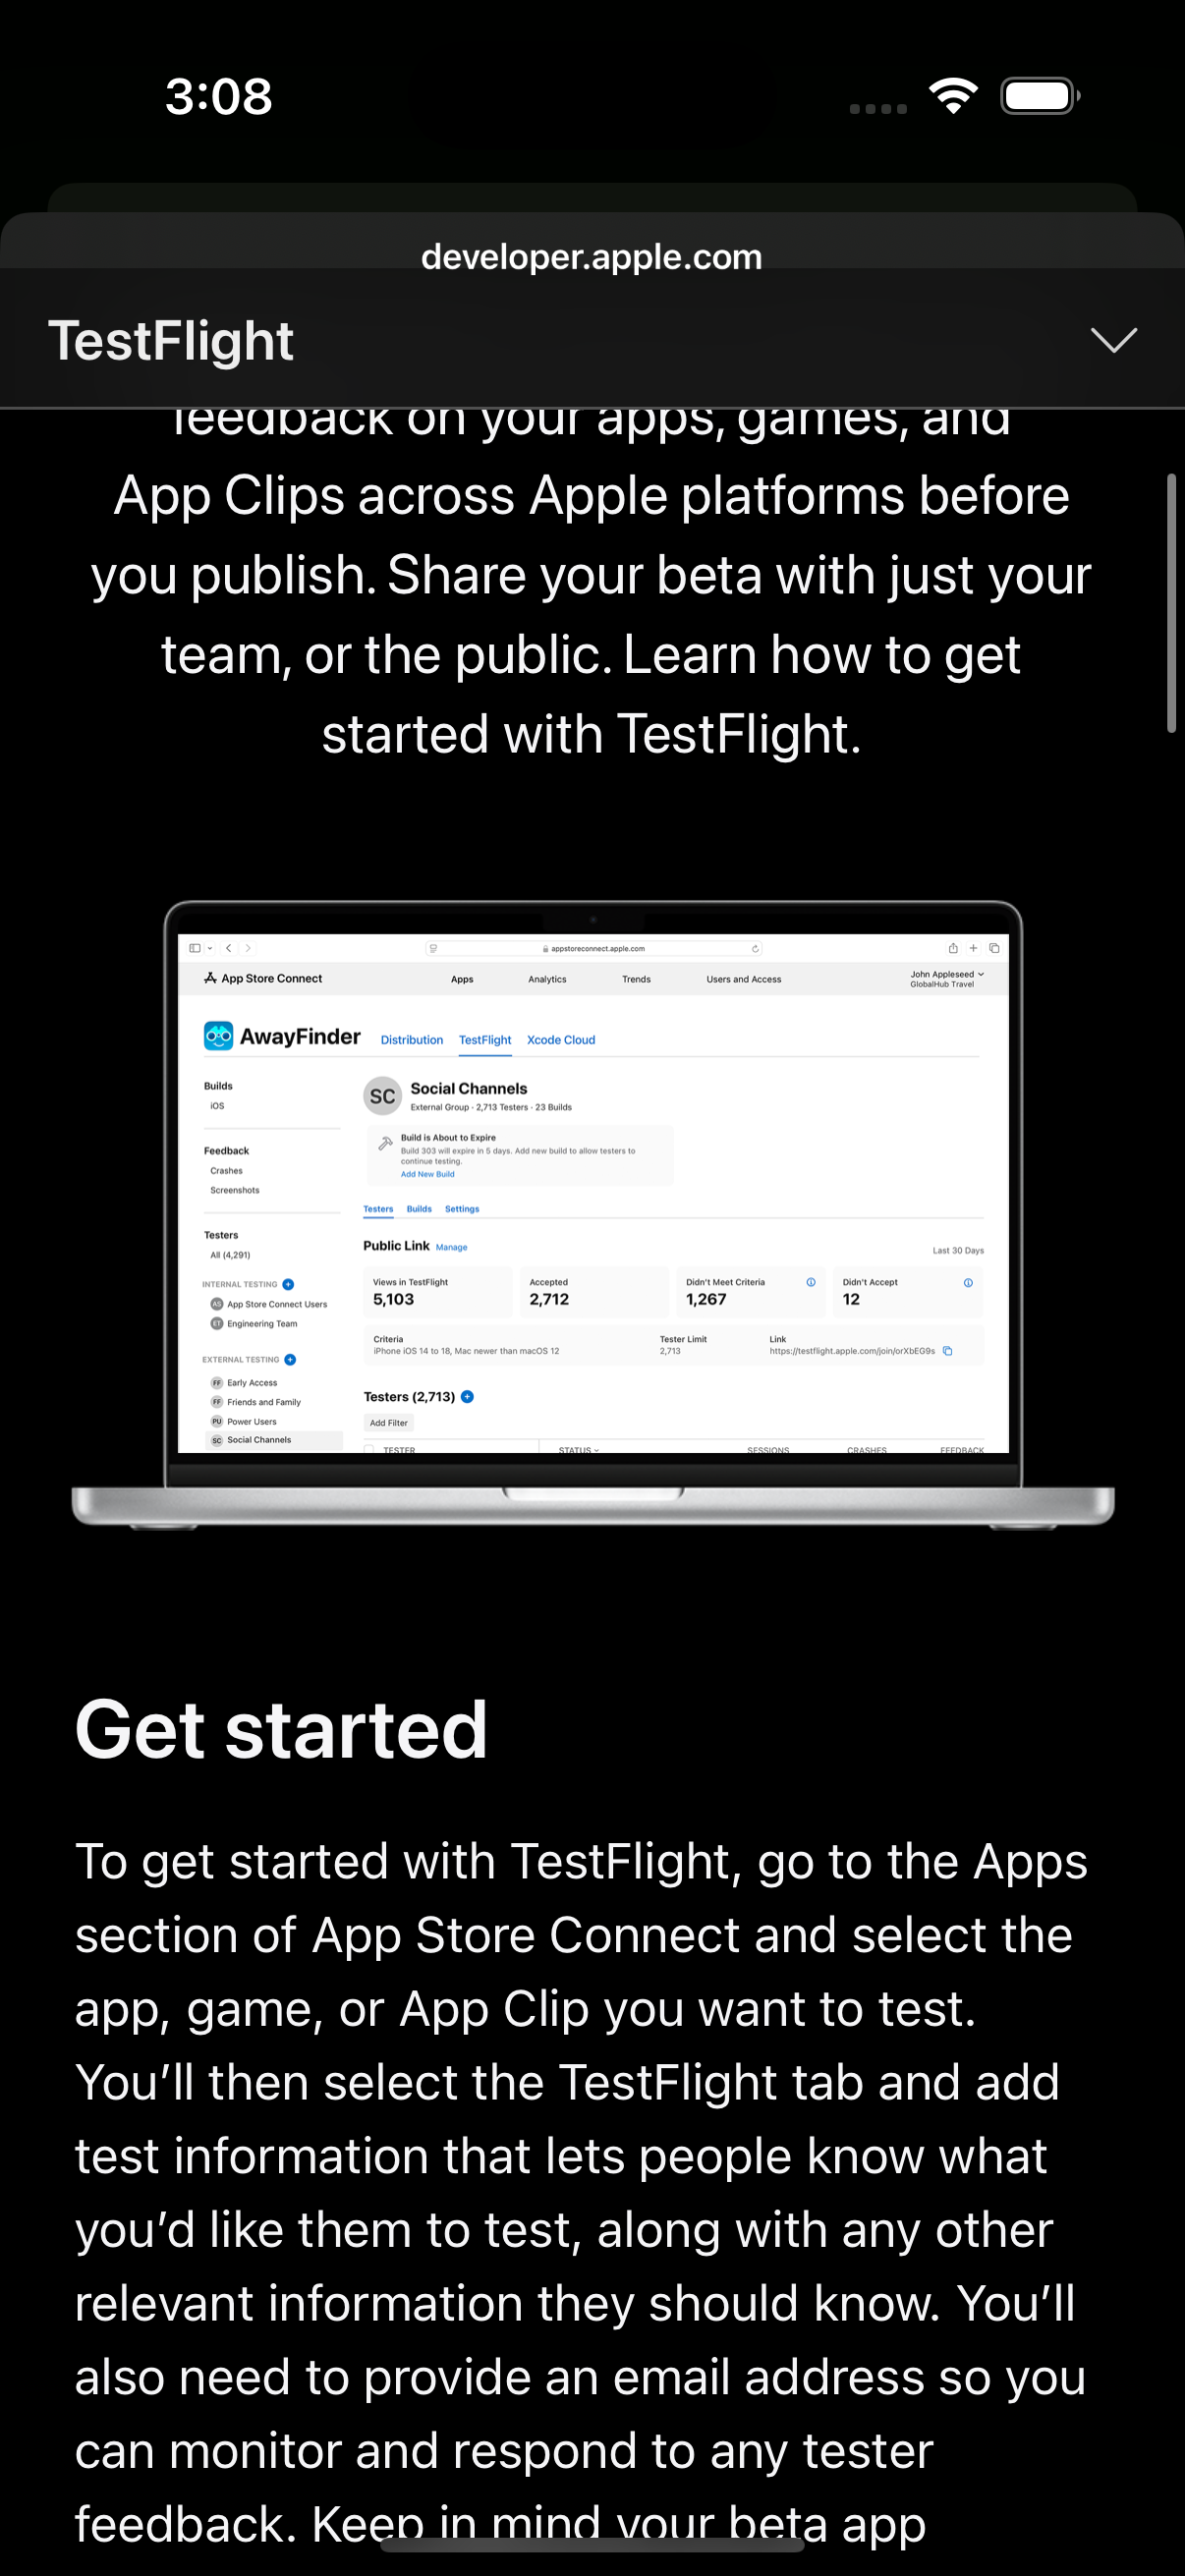 3:08
developer.apple.com
TestFlight
feedback on your apps, games, and
App Clips across Apple platforms before
you publish. Share your beta with just your
team, or the public. Learn how to get
started with TestFlight.
appstoreconnect.apple.com
App Store Connect
Apps
Analytics
Trends
Users and Access
John Appleseed
GlobalHub Travel
AwayFinder
Distribution
TestFlight
Xcode Cloud
Builds
iOS
Feedback
Crashes
Screenshots
Testers
All (4,291)
INTERNAL TESTING
AS App Store Connect Users
ET Engineering Team
EXTERNAL TESTING
FF Early Access
FF Friends and Family
PU Power Users
SC Social Channels
SC
Social Channels
External Group · 2,713 Testers · 23 Builds
Build is About to Expire
Build 303 will expire in 5 days. Add new build to allow testers to
continue testing.
Add New Build
Testers
Builds
Settings
Public Link
Manage
Last 30 Days
Views in TestFlight
5,103
Accepted
2,712
Didn't Meet Criteria
1,267
Didn't Accept
12
Criteria
iPhone iOS 14 to 18, Mac newer than macOS 12
Tester Limit
2,713
Link
https://testflight.apple.com/join/orXbEG9s
Testers (2,713)
Add Filter
TESTER
STATUS
SESSIONS
CRASHES
FEEDBACK
Get started
To get started with TestFlight, go to the Apps
section of App Store Connect and select the
app, game, or App Clip you want to test.
You’ll then select the TestFlight tab and add
test information that lets people know what
you’d like them to test, along with any other
relevant information they should know. You’ll
also need to provide an email address so you
can monitor and respond to any tester
feedback. Keep in mind your beta app